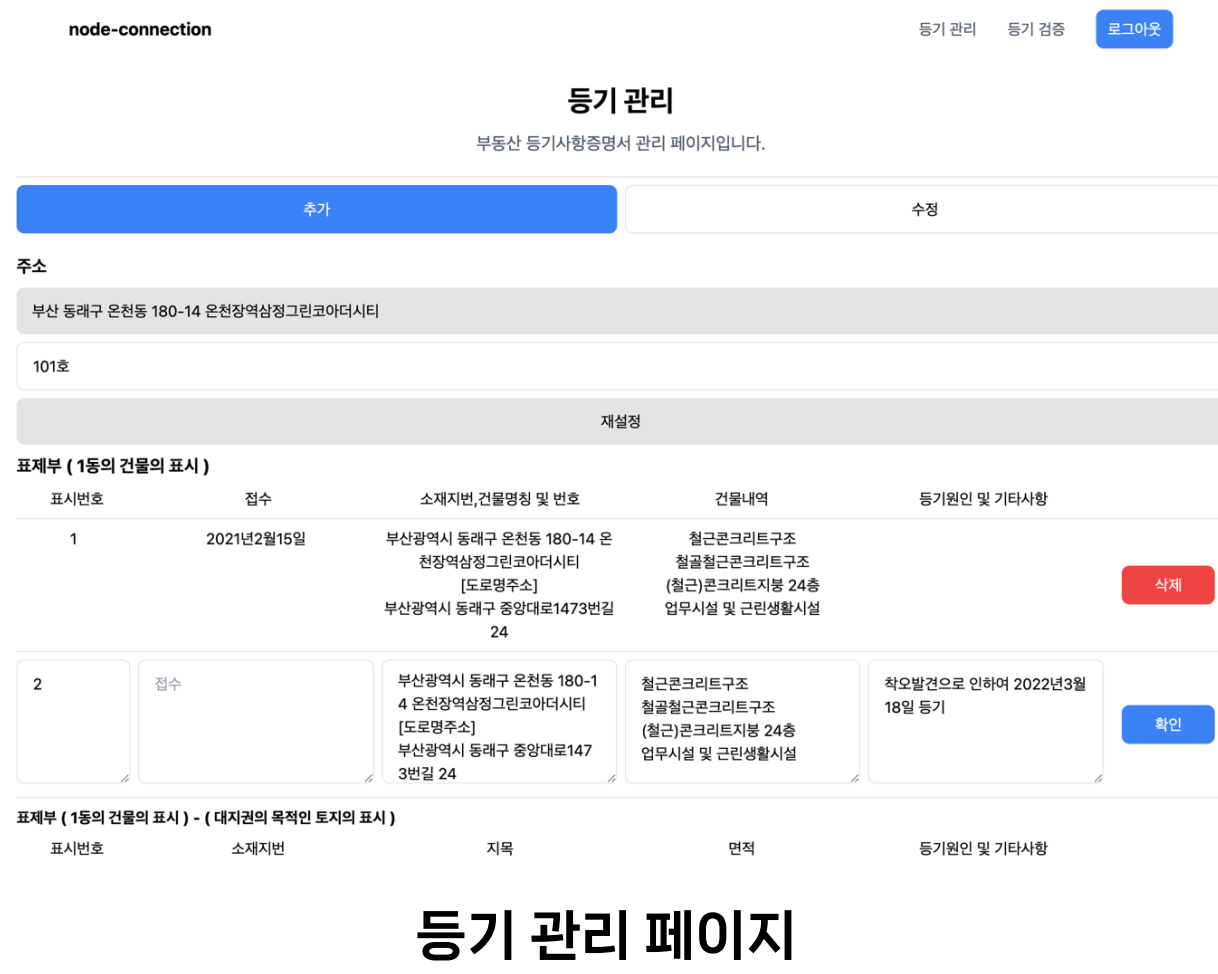 node-connection 등기 관리 등기 검증 로그아웃
등기 관리
부동산 등기사항증명서 관리 페이지입니다.
추가 수정
주소
부산 동래구 온천동 180-14 온천장역삼정그린코아더시티
101호
재설정
표제부 ( 1동의 건물의 표시 )
표시번호 접수 소재지번,건물명칭 및 번호 건물내역 등기원인 및 기타사항
1 2021년2월15일
부산광역시 동래구 온천동 180-14 온
천장역삼정그린코아더시티
[도로명주소]
부산광역시 동래구 중앙대로1473번길
24
철근콘크리트구조
철골철근콘크리트구조
(철근)콘크리트지붕 24층
업무시설 및 근린생활시설
삭제
2 접수
부산광역시 동래구 온천동 180-1
4 온천장역삼정그린코아더시티
[도로명주소]
부산광역시 동래구 중앙대로147
3번길 24
철근콘크리트구조
철골철근콘크리트구조
(철근)콘크리트지붕 24층
업무시설 및 근린생활시설
착오발견으로 인하여 2022년3월
18일 등기
확인
표제부 ( 1동의 건물의 표시 ) - ( 대지권의 목적인 토지의 표시 )
표시번호 소재지번 지목 면적 등기원인 및 기타사항
등기 관리 페이지